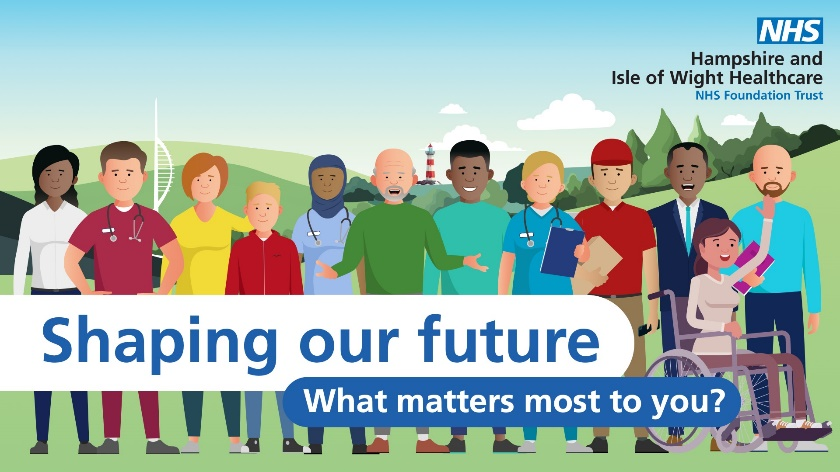 NHS
Hampshire and
Isle of Wight Healthcare
NHS Foundation Trust
Shaping our future
What matters most to you?